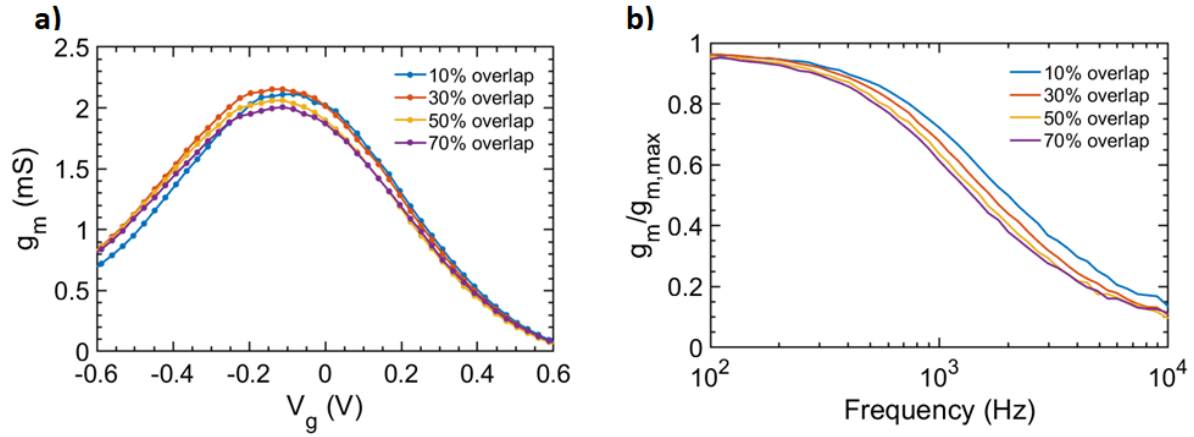 a)
2.5
2
1.5
1
0.5
0
g_m (mS)
10% overlap
30% overlap
50% overlap
70% overlap
-0.6
-0.4
-0.2
0
0.2
0.4
0.6
V_g (V)
b)
1
0.8
0.6
0.4
0.2
0
g_m/g_m,max
10% overlap
30% overlap
50% overlap
70% overlap
10^2
10^3
10^4
Frequency (Hz)